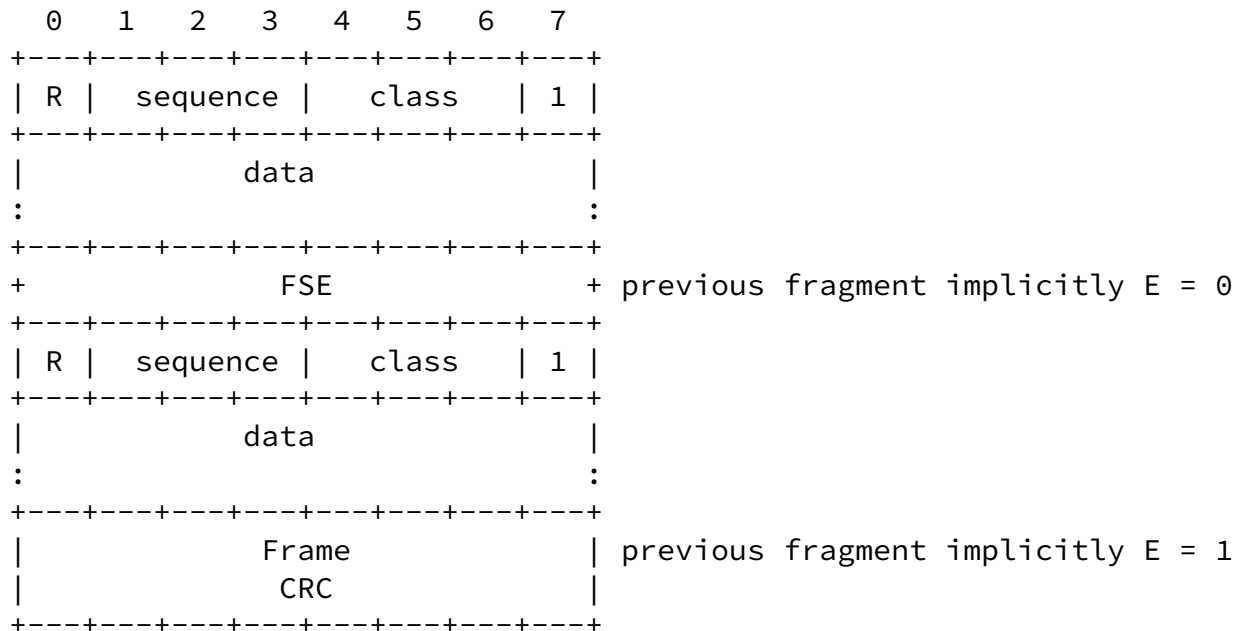 0   1   2   3   4   5   6   7
+---+---+---+---+---+---+---+---+
| R |  sequence |   class   | 1 |
+---+---+---+---+---+---+---+---+
|            data               |
:                               :
+---+---+---+---+---+---+---+---+
+              FSE              + previous fragment implicitly E = 0
+---+---+---+---+---+---+---+---+
| R |  sequence |   class   | 1 |
+---+---+---+---+---+---+---+---+
|            data               |
:                               :
+---+---+---+---+---+---+---+---+
|             Frame             | previous fragment implicitly E = 1
|              CRC              |
+---+---+---+---+---+---+---+---+